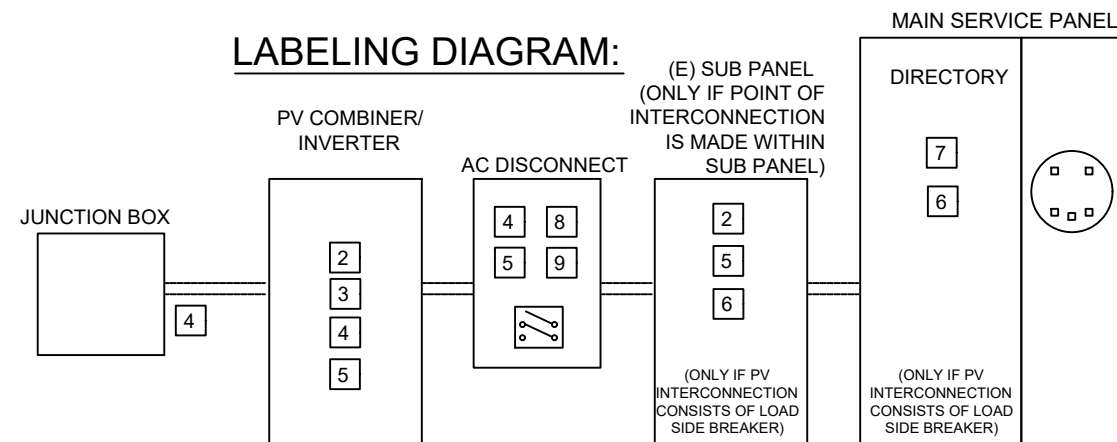 LABELING DIAGRAM:
JUNCTION BOX
4
PV COMBINER/
INVERTER
2
3
4
5
AC DISCONNECT
4 8
5 9
(E) SUB PANEL
(ONLY IF POINT OF
INTERCONNECTION
IS MADE WITHIN
SUB PANEL)
2
5
6
(ONLY IF PV
INTERCONNECTION
CONSISTS OF LOAD
SIDE BREAKER)
MAIN SERVICE PANEL
DIRECTORY
7
6
(ONLY IF PV
INTERCONNECTION
CONSISTS OF LOAD
SIDE BREAKER)